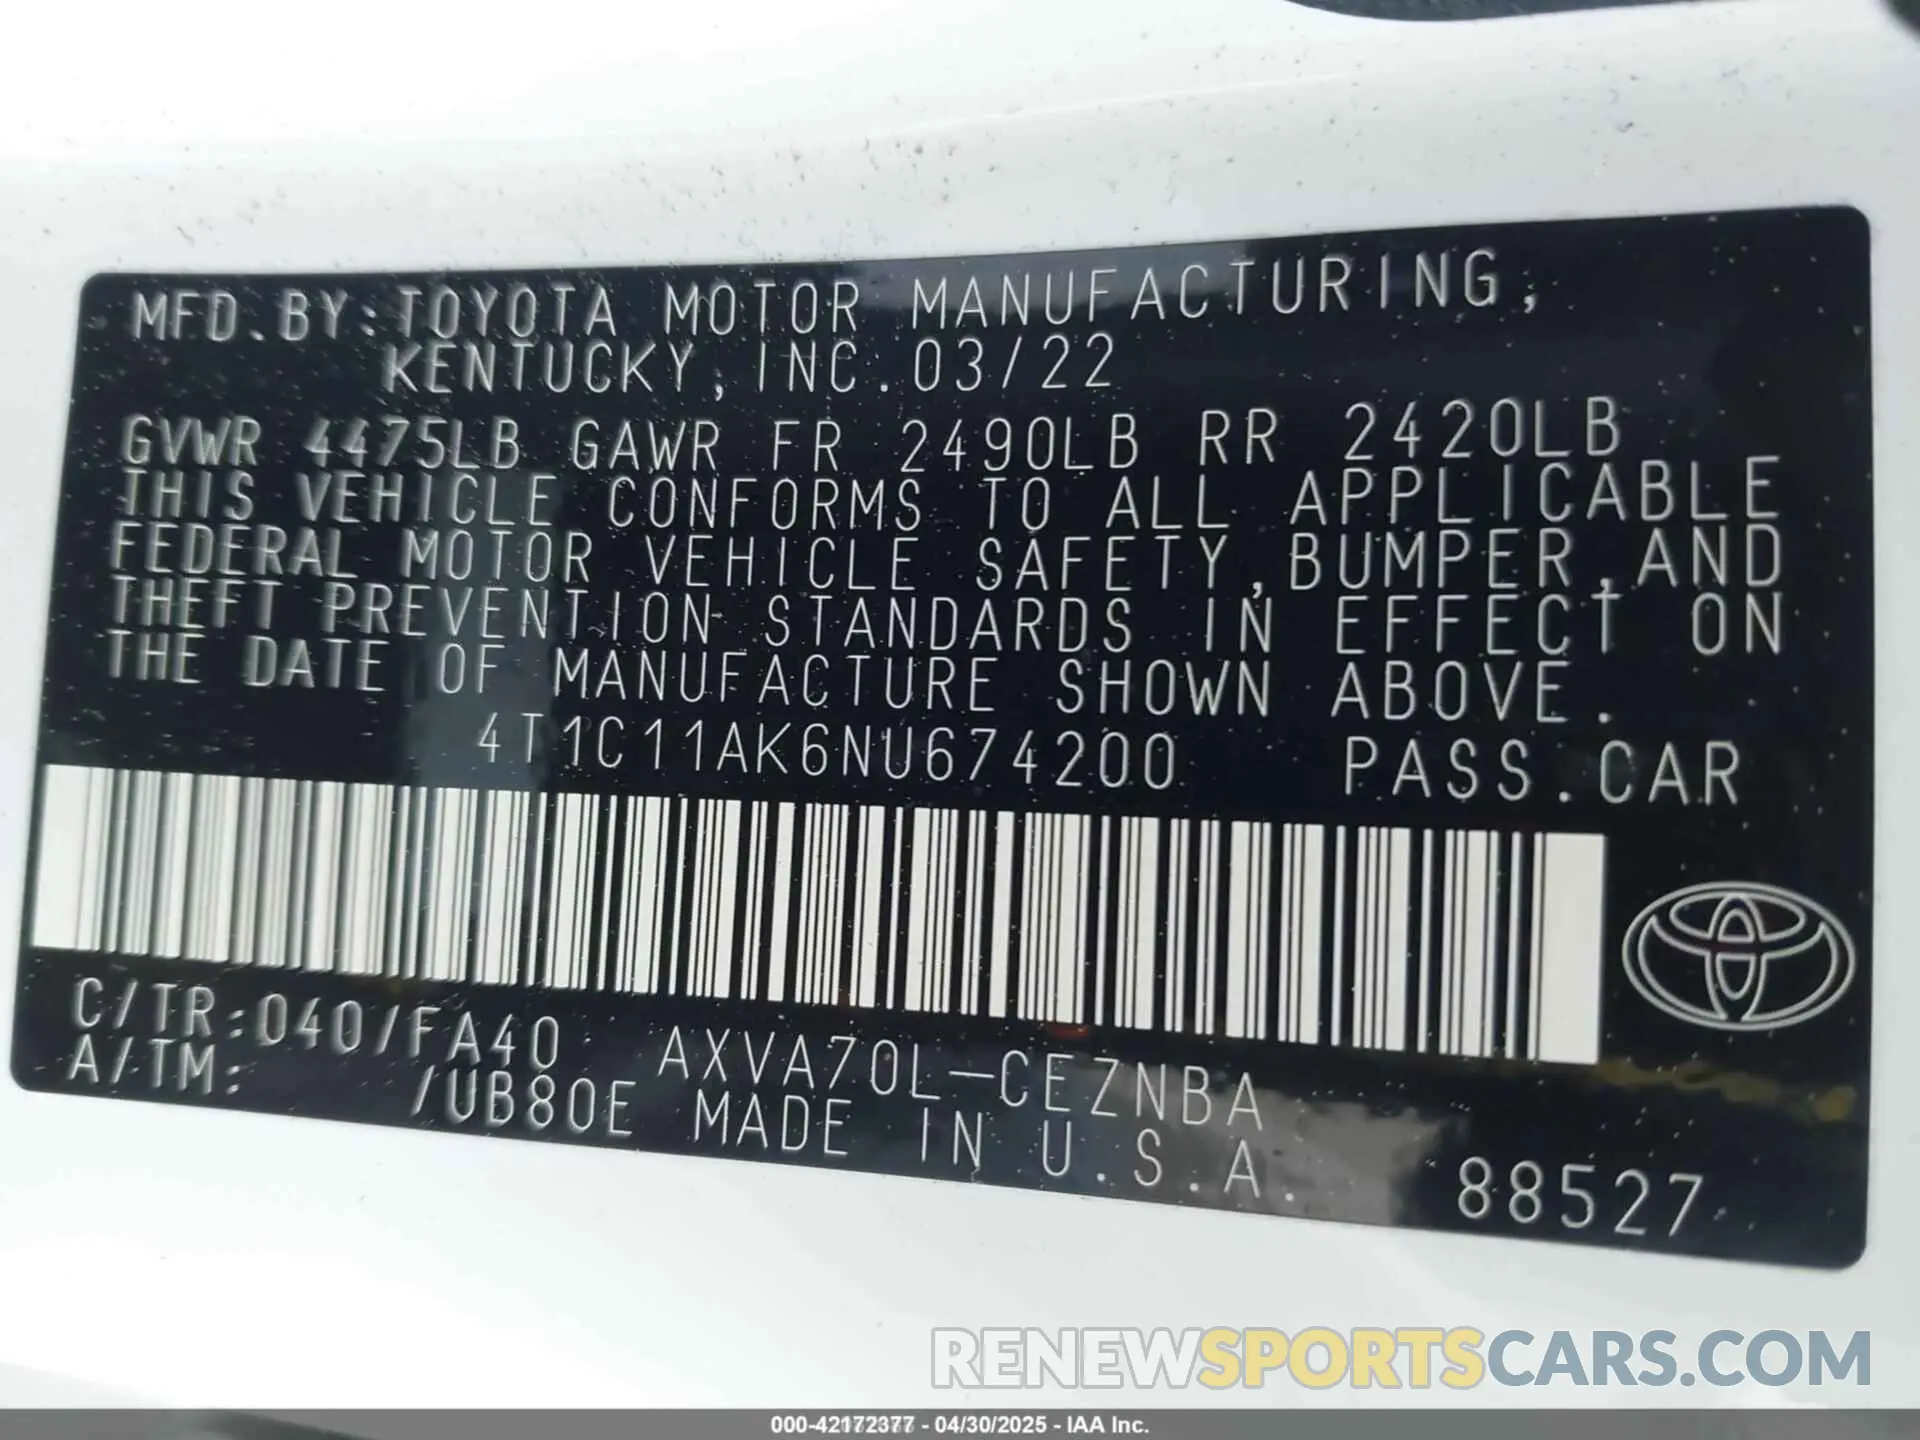 MFD.BY:TOYOTA MOTOR MANUFACTURING,
KENTUCKY, INC. 03/22
GVWR 4475LB GAWR FR 2490LB RR 2420LB
THIS VEHICLE CONFORMS TO ALL APPLICABLE
FEDERAL MOTOR VEHICLE SAFETY,BUMPER,AND
THEFT PREVENTION STANDARDS IN EFFECT ON
THE DATE OF MANUFACTURE SHOWN ABOVE.
4T1C11AK6NU674200 PASS.CAR
C/TR:040/FA40 AXVA70L-CEZNBA
A/TM: /UB80E MADE IN U.S.A. 88527
RENEWSPORTSCARS.COM
000-42172377 - 04/30/2025 - IAA Inc.